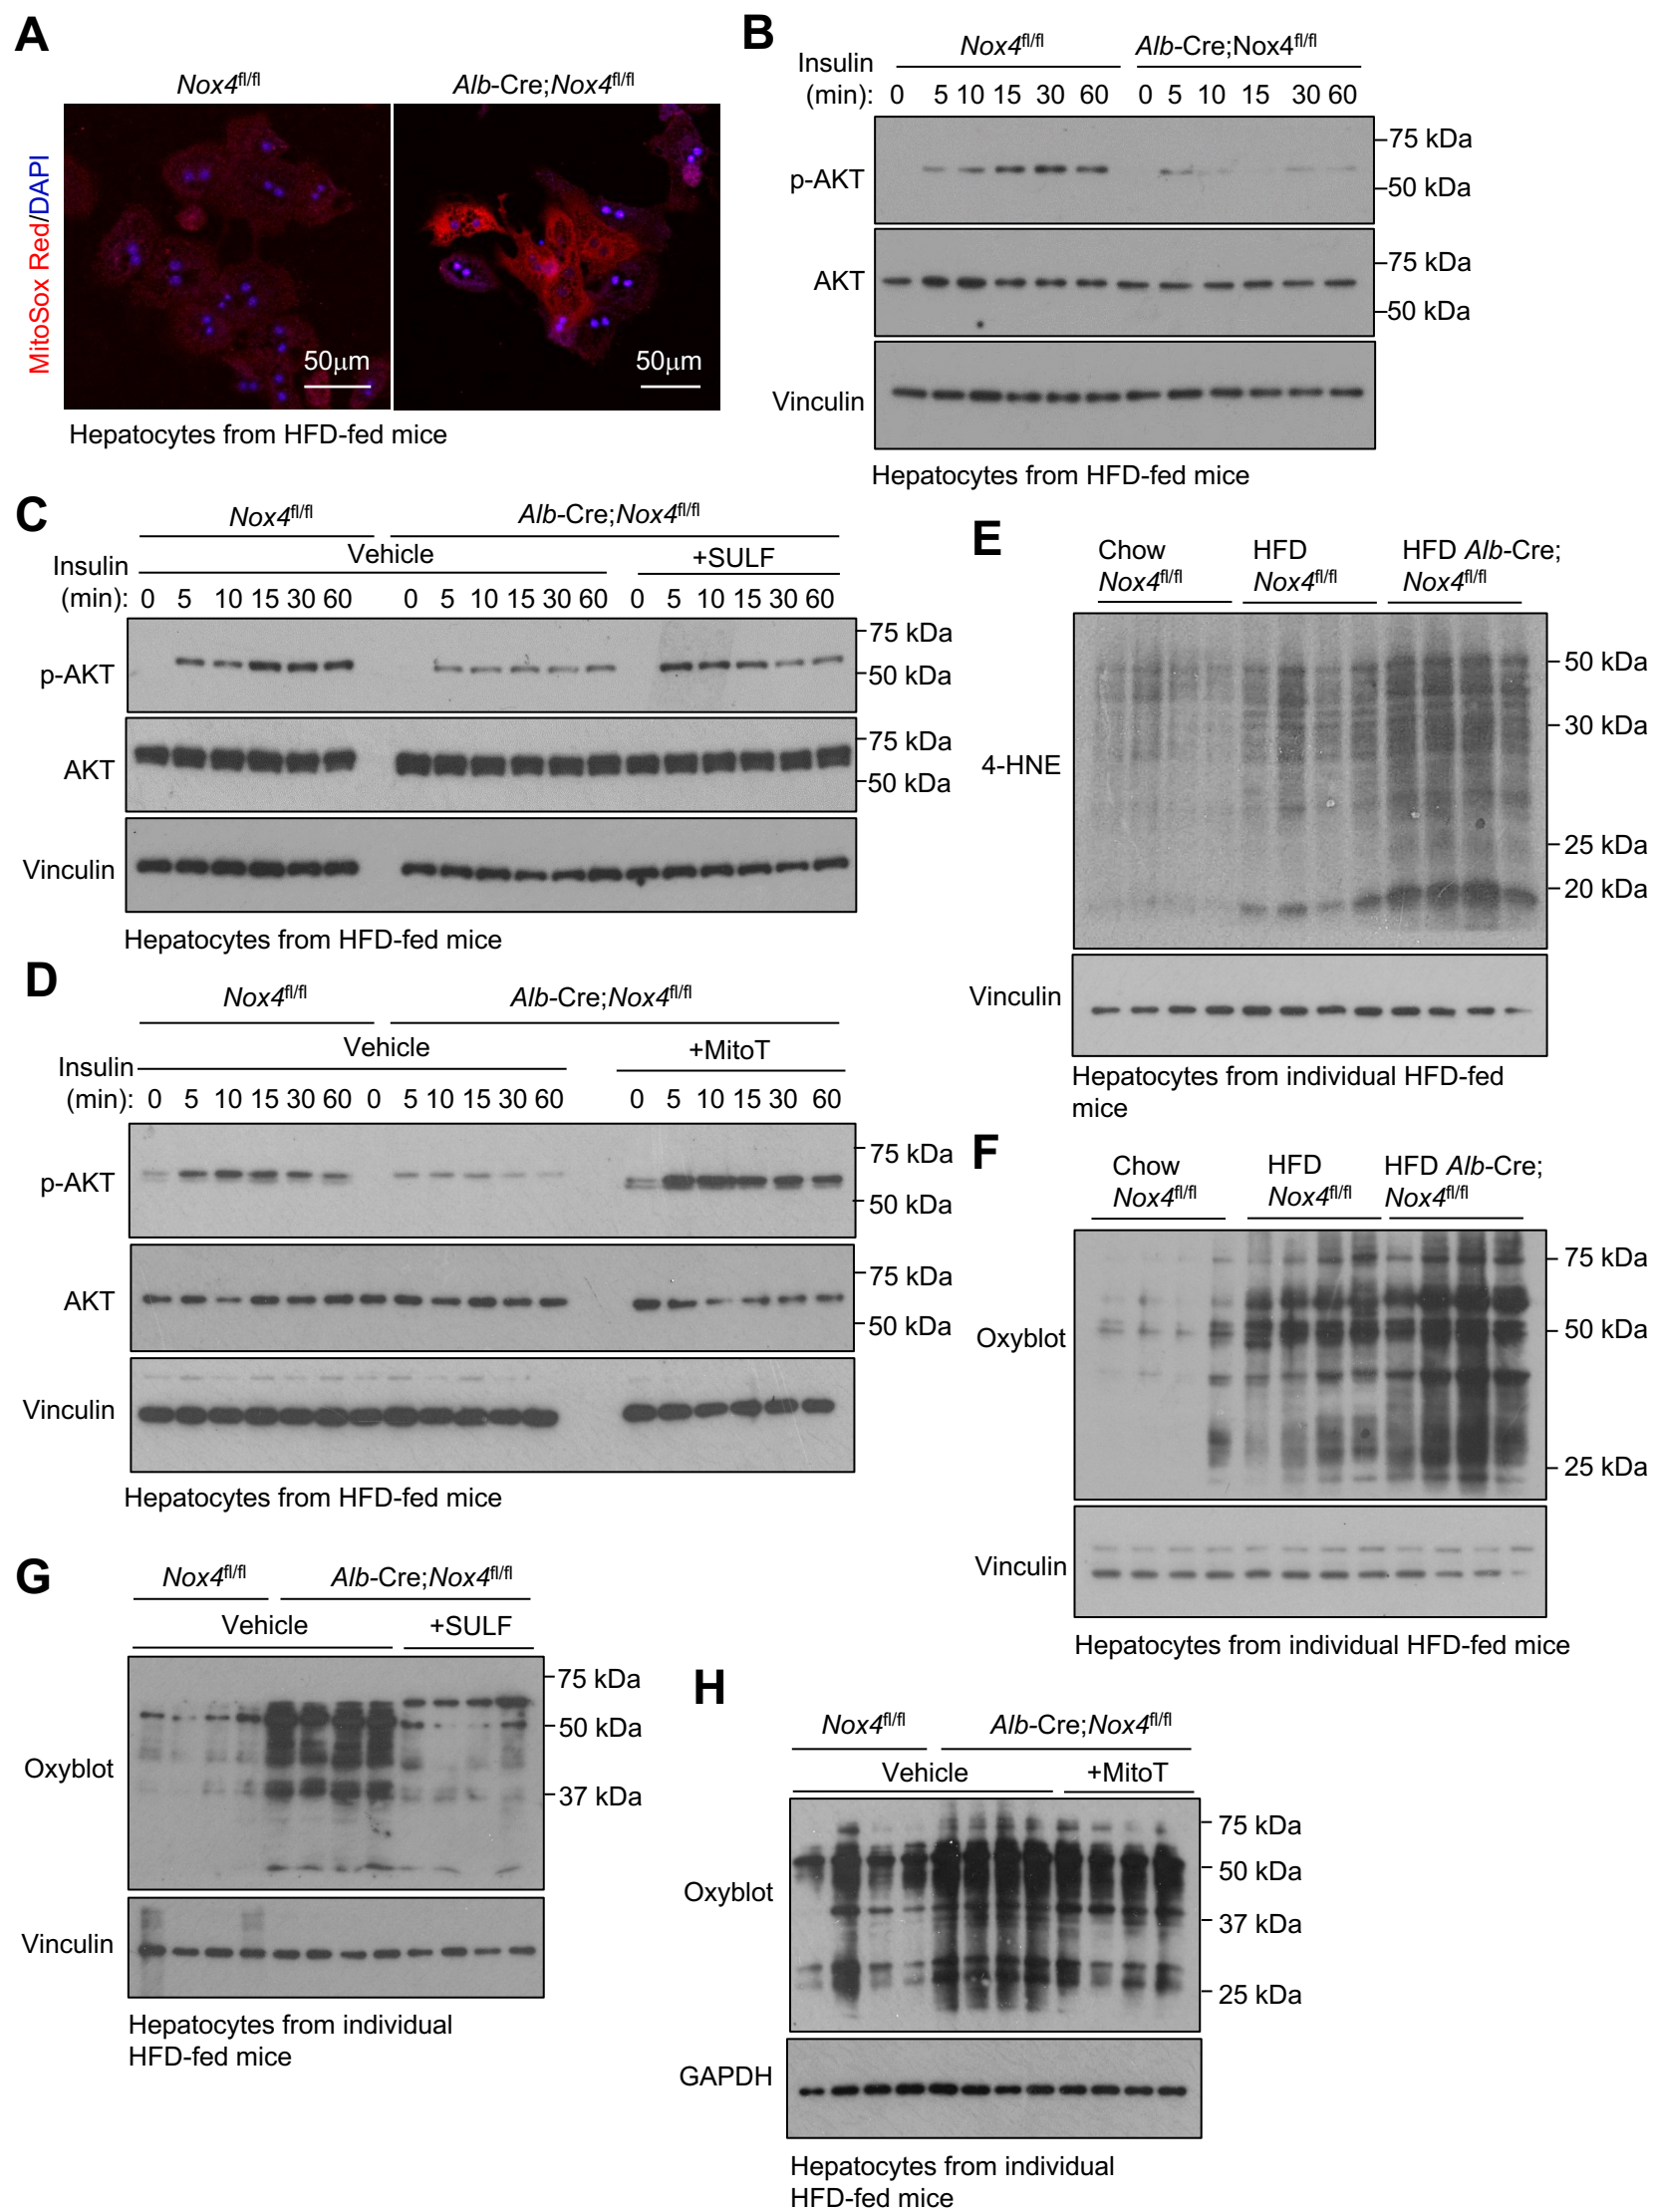 A
Nox4fl/fl
Alb-Cre;Nox4fl/fl
MitoSox Red/DAPI
50μm
50μm
Hepatocytes from HFD-fed mice
B
Nox4fl/fl
Alb-Cre;Nox4fl/fl
Insulin
(min): 0 5 10 15 30 60 0 5 10 15 30 60
p-AKT
75 kDa
50 kDa
AKT
75 kDa
50 kDa
Vinculin
Hepatocytes from HFD-fed mice
C
Nox4fl/fl
Alb-Cre;Nox4fl/fl
Vehicle
+SULF
Insulin
(min): 0 5 10 15 30 60 0 5 10 15 30 60 0 5 10 15 30 60
p-AKT
75 kDa
50 kDa
AKT
75 kDa
50 kDa
Vinculin
Hepatocytes from HFD-fed mice
D
Nox4fl/fl
Alb-Cre;Nox4fl/fl
Vehicle
+MitoT
Insulin
(min): 0 5 10 15 30 60 0 5 10 15 30 60 0 5 10 15 30 60
p-AKT
75 kDa
50 kDa
AKT
75 kDa
50 kDa
Vinculin
Hepatocytes from HFD-fed mice
E
Chow
Nox4fl/fl
HFD
Nox4fl/fl
HFD Alb-Cre;
Nox4fl/fl
4-HNE
50 kDa
30 kDa
25 kDa
20 kDa
Vinculin
Hepatocytes from individual HFD-fed
mice
F
Chow
Nox4fl/fl
HFD
Nox4fl/fl
HFD Alb-Cre;
Nox4fl/fl
Oxyblot
75 kDa
50 kDa
25 kDa
Vinculin
Hepatocytes from individual HFD-fed mice
G
Nox4fl/fl
Alb-Cre;Nox4fl/fl
Vehicle
+SULF
Oxyblot
75 kDa
50 kDa
37 kDa
Vinculin
Hepatocytes from individual
HFD-fed mice
H
Nox4fl/fl
Alb-Cre;Nox4fl/fl
Vehicle
+MitoT
Oxyblot
75 kDa
50 kDa
37 kDa
25 kDa
GAPDH
Hepatocytes from individual
HFD-fed mice